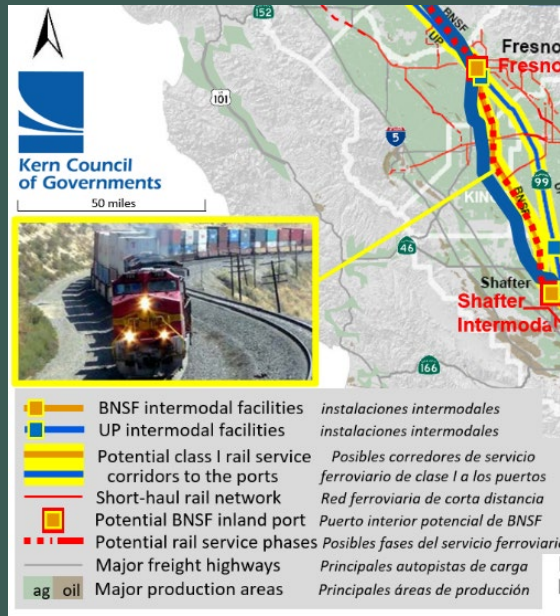 152
BNSF
UP
Fresno
Fresno
101
5
99
Kern Council
of Governments
50 miles
BNSF
46
Shafter
Shafter
Intermoda
166
BNSF intermodal facilities instalaciones intermodales
UP intermodal facilities instalaciones intermodales
Potential class I rail service Posibles corredores de servicio
corridors to the ports ferroviario de clase I a los puertos
Short-haul rail network Red ferroviaria de corta distancia
Potential BNSF inland port Puerto interior potencial de BNSF
Potential rail service phases Posibles fases del servicio ferroviario
Major freight highways Principales autopistas de carga
ag oil Major production areas Principales áreas de producción